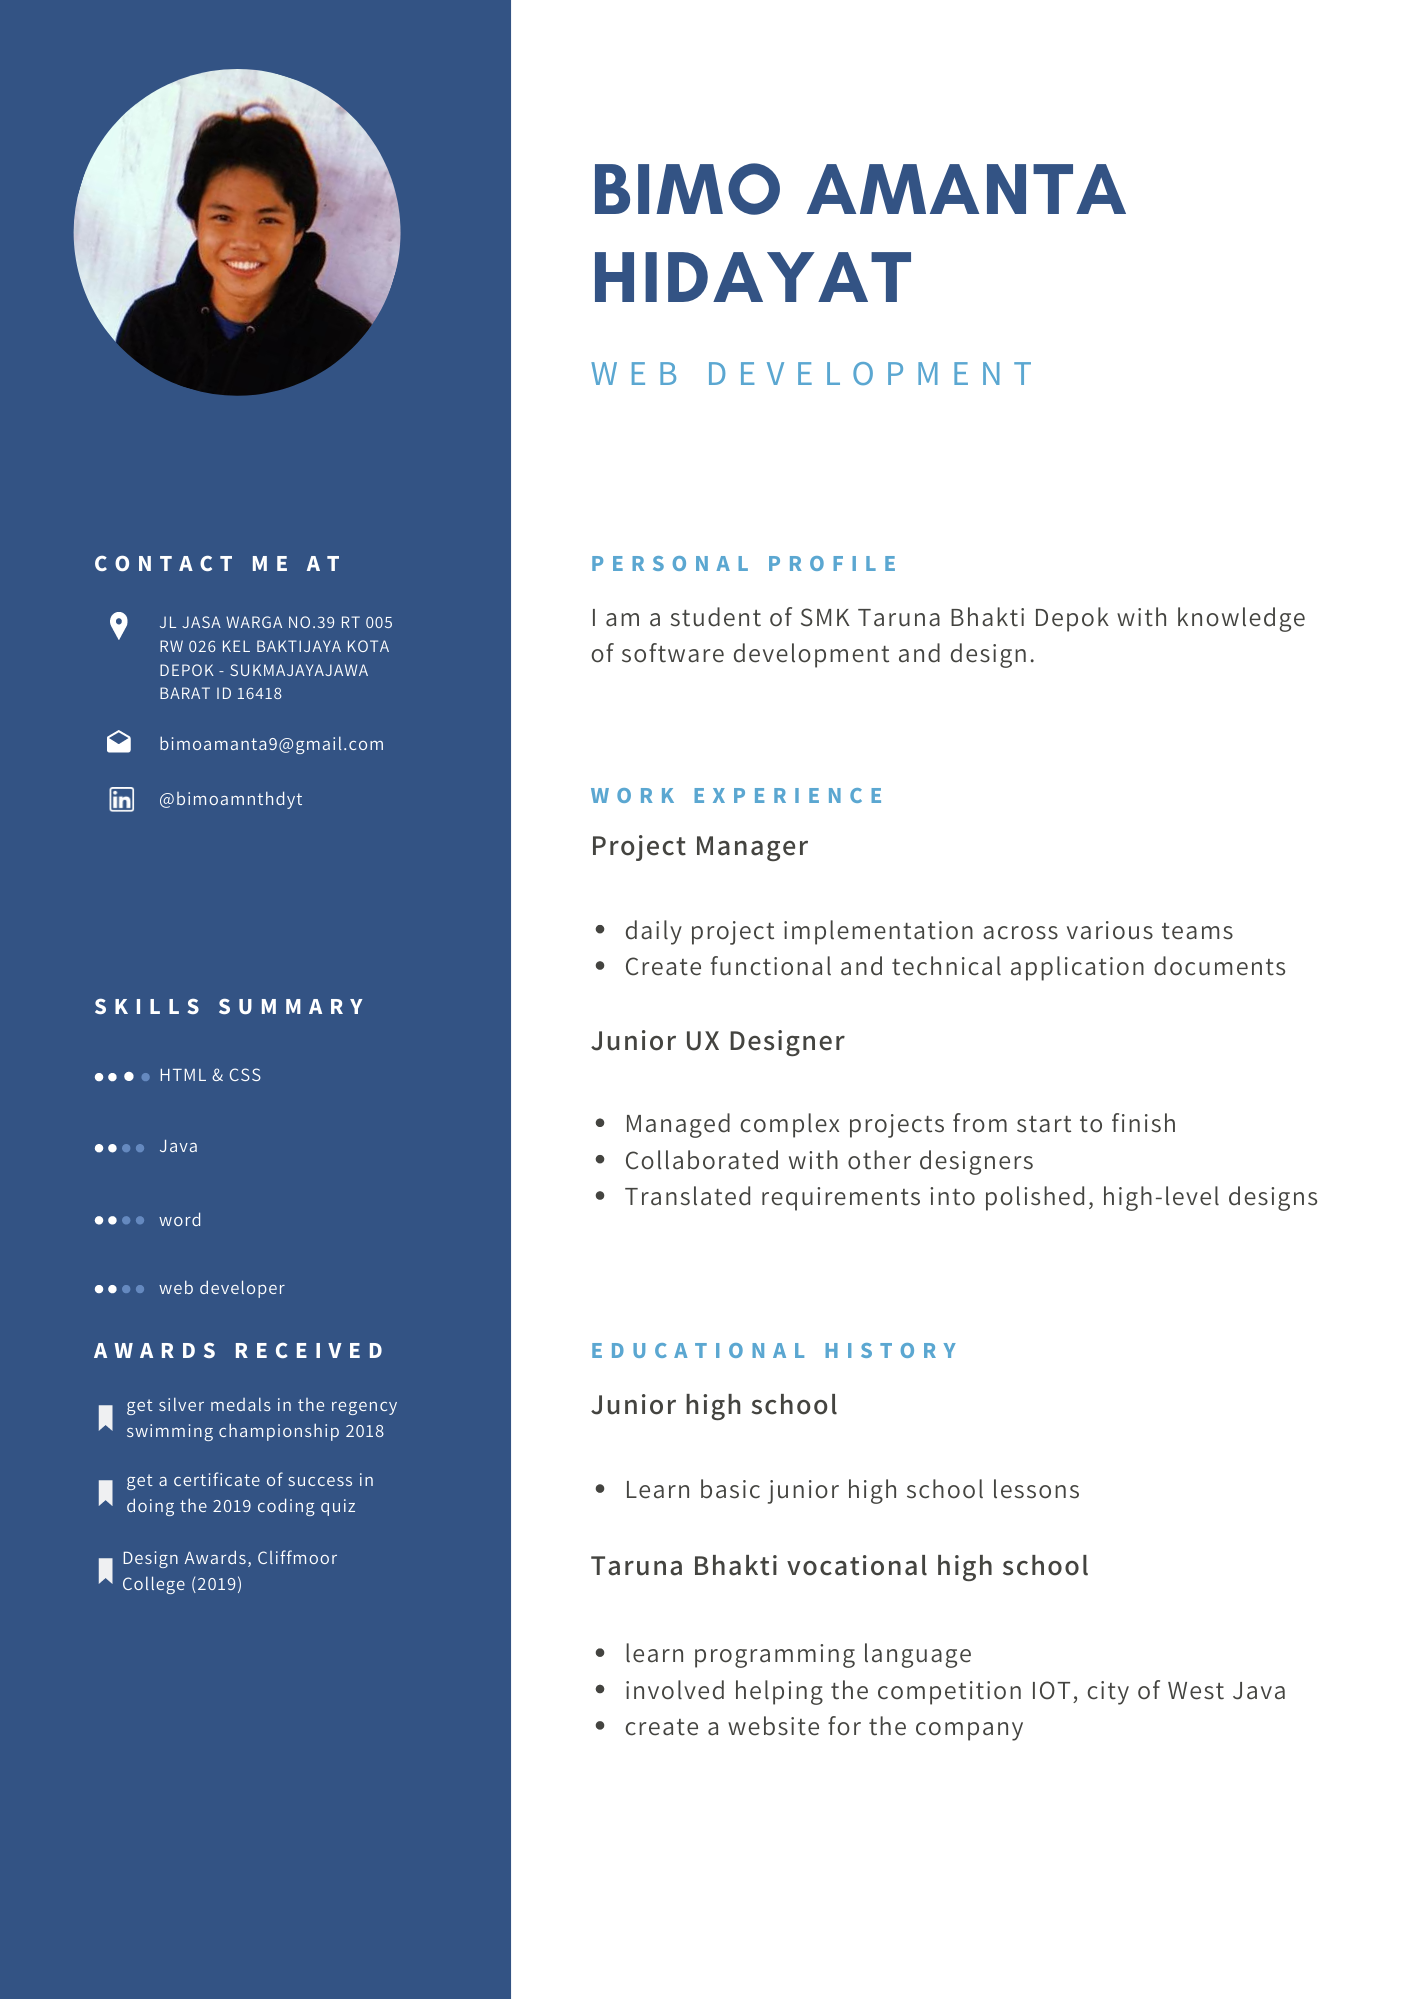 BIMO AMANTA
HIDAYAT
WEB DEVELOPMENT
CONTACT ME AT
JL JASA WARGA NO.39 RT 005
RW 026 KEL BAKTIJAYA KOTA
DEPOK - SUKMAJAYAJAWA
BARAT ID 16418
bimoamanta9@gmail.com
in
@bimoamnthdyt
SKILLS SUMMARY
HTML & CSS
Java
word
web developer
AWARDS RECEIVED
get silver medals in the regency
swimming championship 2018
get a certificate of success in
doing the 2019 coding quiz
Design Awards, Cliffmoor
College (2019)
PERSONAL PROFILE
I am a student of SMK Taruna Bhakti Depok with knowledge
of software development and design.
WORK EXPERIENCE
Project Manager
• daily project implementation across various teams
• Create functional and technical application documents
Junior UX Designer
• Managed complex projects from start to finish
• Collaborated with other designers
• Translated requirements into polished, high-level designs
EDUCATIONAL HISTORY
Junior high school
• Learn basic junior high school lessons
Taruna Bhakti vocational high school
• learn programming language
• involved helping the competition IOT, city of West Java
• create a website for the company